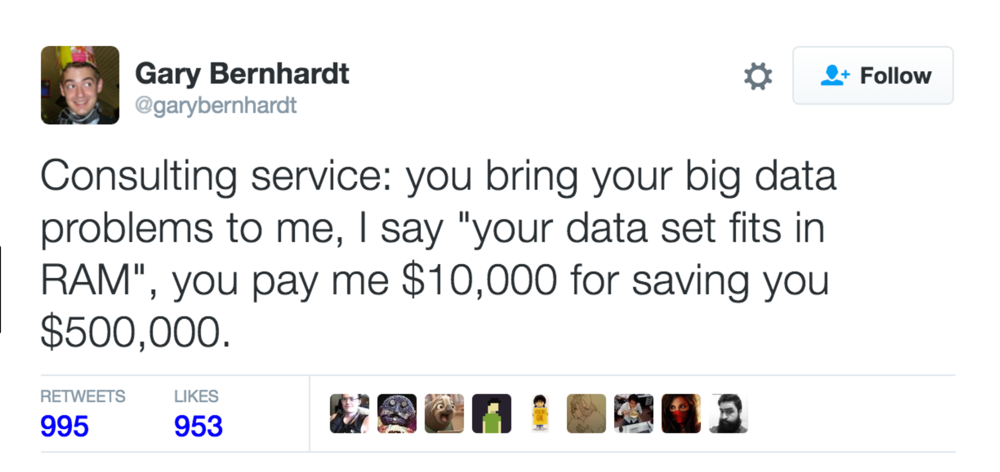 Gary Bernhardt
@garybernhardt
Follow
Consulting service: you bring your big data
problems to me, I say "your data set fits in
RAM", you pay me $10,000 for saving you
$500,000.
RETWEETS
LIKES
995
953